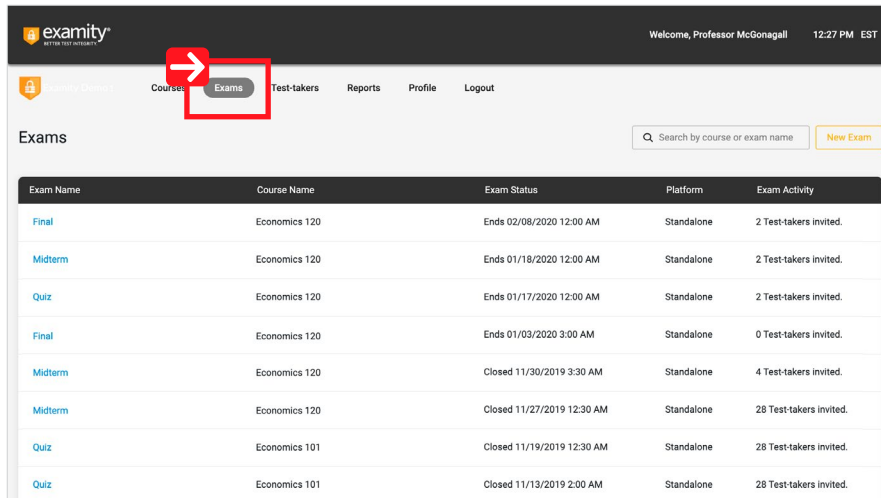 examity®
BETTER TEST INTEGRITY
Welcome, Professor McGonagall 12:27 PM EST
Courses Exams Test-takers Reports Profile Logout
Exams
Search by course or exam name New Exam
Exam Name Course Name Exam Status Platform Exam Activity
Final Economics 120 Ends 02/08/2020 12:00 AM Standalone 2 Test-takers invited.
Midterm Economics 120 Ends 01/18/2020 12:00 AM Standalone 2 Test-takers invited.
Quiz Economics 120 Ends 01/17/2020 12:00 AM Standalone 2 Test-takers invited.
Final Economics 120 Ends 01/03/2020 3:00 AM Standalone 0 Test-takers invited.
Midterm Economics 120 Closed 11/30/2019 3:30 AM Standalone 4 Test-takers invited.
Midterm Economics 120 Closed 11/27/2019 12:30 AM Standalone 28 Test-takers invited.
Quiz Economics 101 Closed 11/19/2019 12:30 AM Standalone 28 Test-takers invited.
Quiz Economics 101 Closed 11/13/2019 2:00 AM Standalone 28 Test-takers invited.